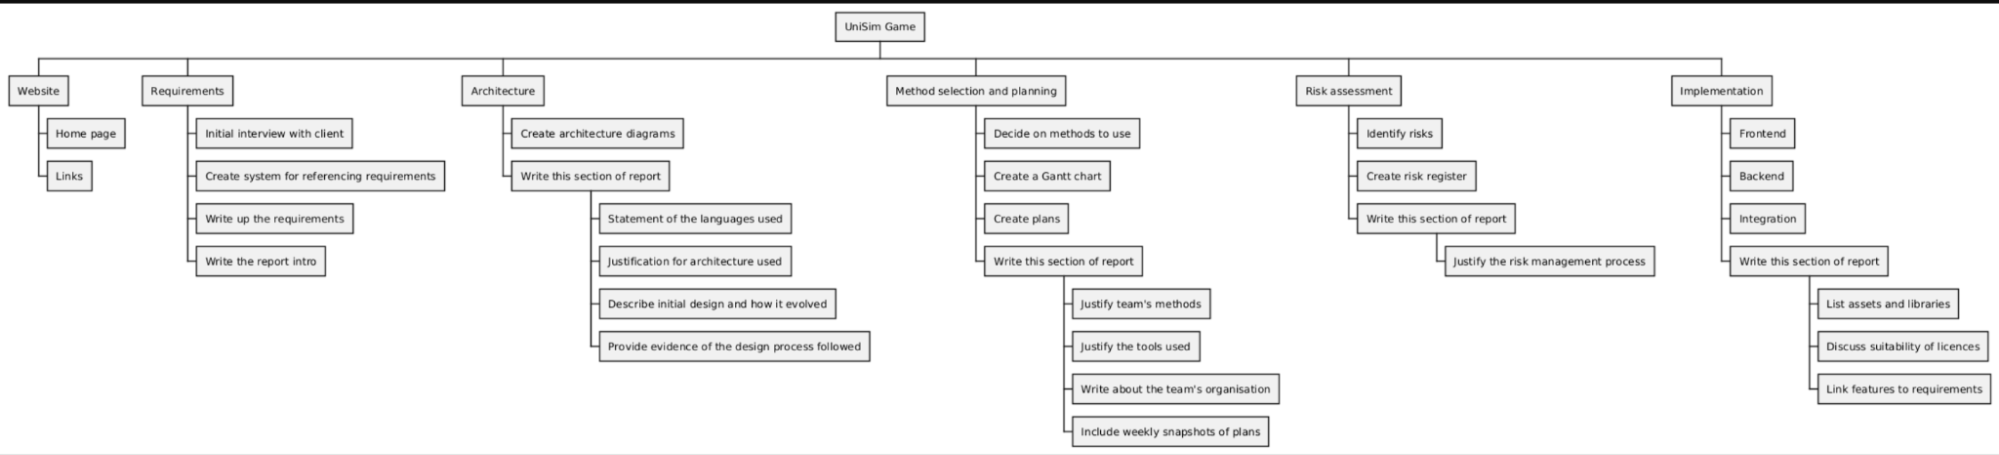 UniSim Game
Website
Home page
Links
Requirements
Initial interview with client
Create system for referencing requirements
Write up the requirements
Write the report intro
Architecture
Create architecture diagrams
Write this section of report
Statement of the languages used
Justification for architecture used
Describe initial design and how it evolved
Provide evidence of the design process followed
Method selection and planning
Decide on methods to use
Create a Gantt chart
Create plans
Write this section of report
Justify team's methods
Justify the tools used
Write about the team's organisation
Include weekly snapshots of plans
Risk assessment
Identify risks
Create risk register
Write this section of report
Justify the risk management process
Implementation
Frontend
Backend
Integration
Write this section of report
List assets and libraries
Discuss suitability of licences
Link features to requirements